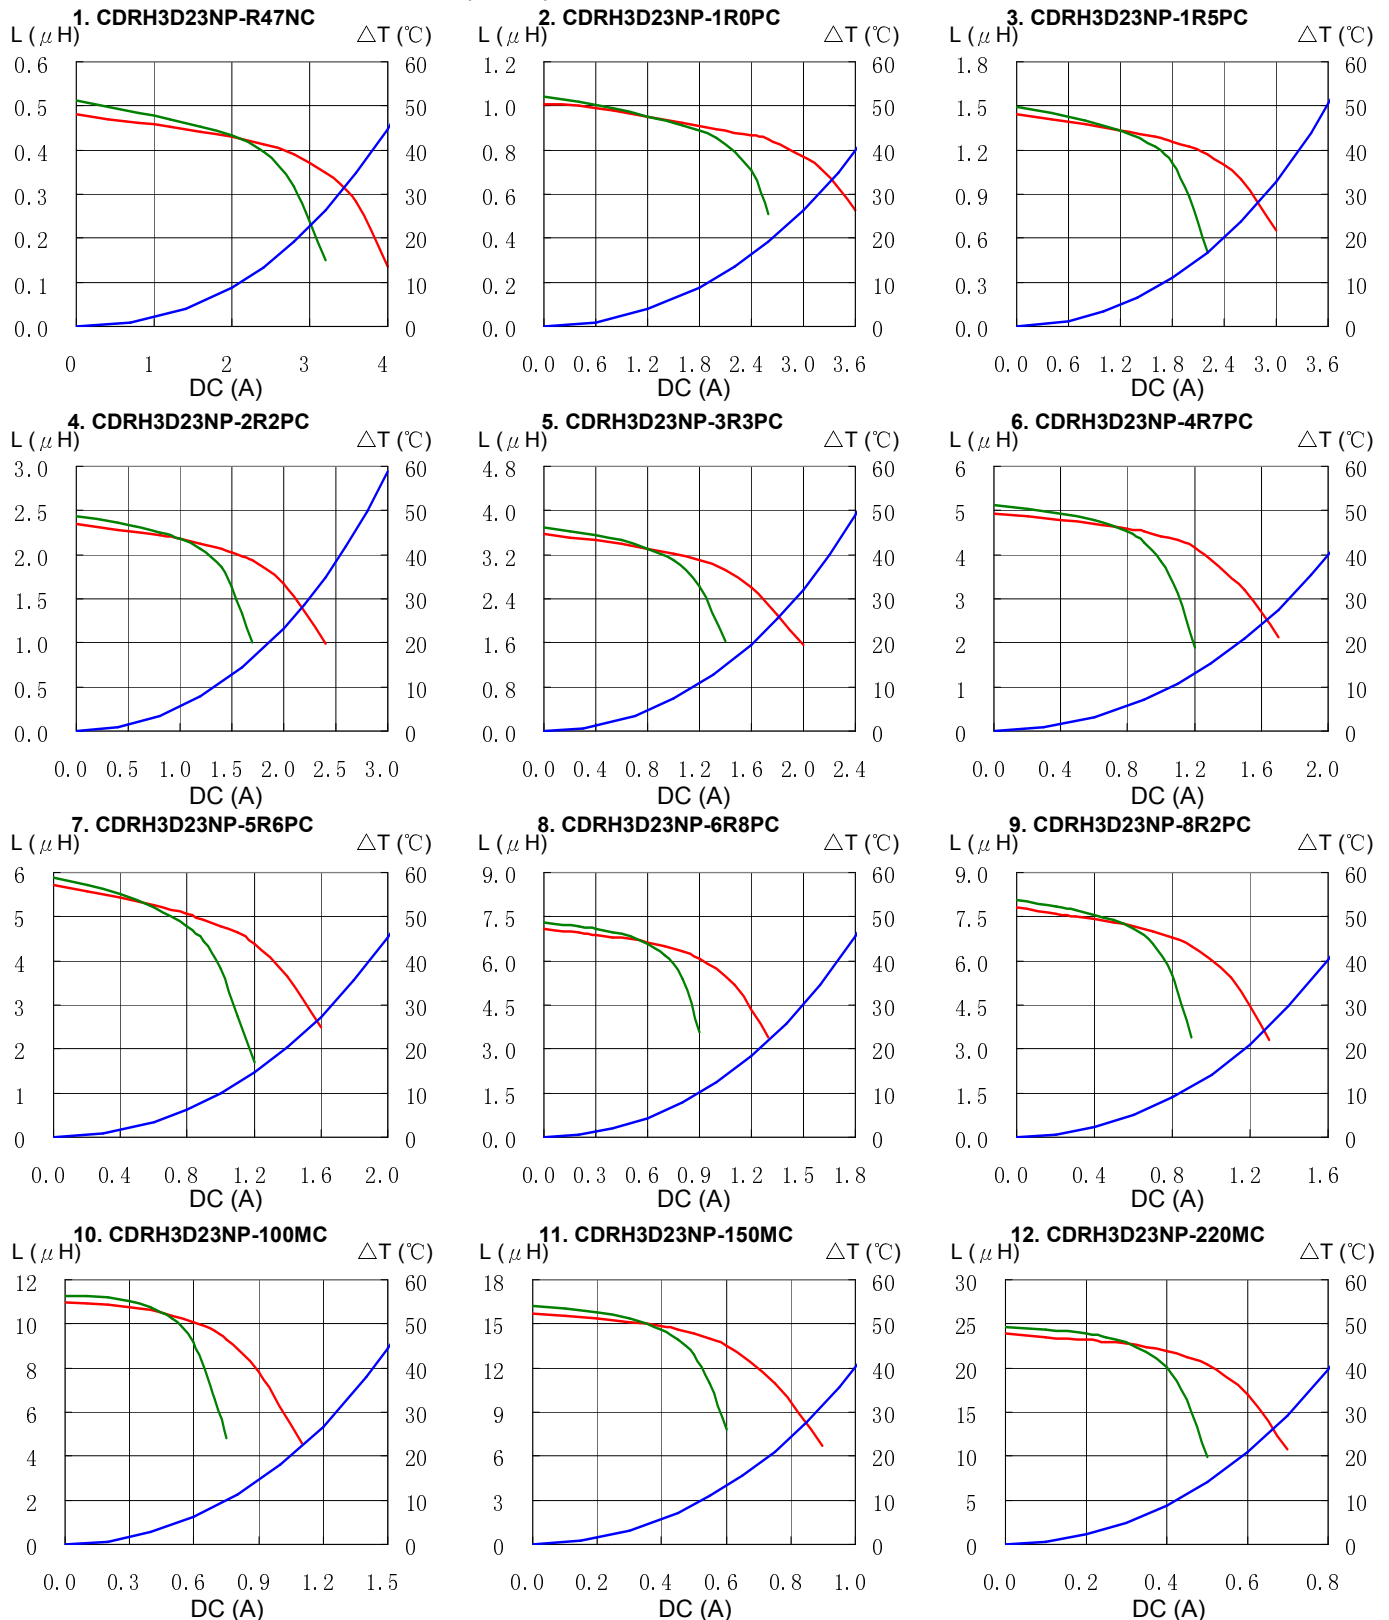 1. CDRH3D23NP-R47NC
L (μH) △T (℃)
0.6 60
0.5 50
0.4 40
0.3 30
0.2 20
0.1 10
0.0 0
0 1 2 3 4
DC (A)
2. CDRH3D23NP-1R0PC
L (μH) △T (℃)
1.2 60
1.0 50
0.8 40
0.6 30
0.4 20
0.2 10
0.0 0
0.0 0.6 1.2 1.8 2.4 3.0 3.6
DC (A)
3. CDRH3D23NP-1R5PC
L (μH) △T (℃)
1.8 60
1.5 50
1.2 40
0.9 30
0.6 20
0.3 10
0.0 0
0.0 0.6 1.2 1.8 2.4 3.0 3.6
DC (A)
4. CDRH3D23NP-2R2PC
L (μH) △T (℃)
3.0 60
2.5 50
2.0 40
1.5 30
1.0 20
0.5 10
0.0 0
0.0 0.5 1.0 1.5 2.0 2.5 3.0
DC (A)
5. CDRH3D23NP-3R3PC
L (μH) △T (℃)
4.8 60
4.0 50
3.2 40
2.4 30
1.6 20
0.8 10
0.0 0
0.0 0.4 0.8 1.2 1.6 2.0 2.4
DC (A)
6. CDRH3D23NP-4R7PC
L (μH) △T (℃)
6 60
5 50
4 40
3 30
2 20
1 10
0 0
0.0 0.4 0.8 1.2 1.6 2.0
DC (A)
7. CDRH3D23NP-5R6PC
L (μH) △T (℃)
6 60
5 50
4 40
3 30
2 20
1 10
0 0
0.0 0.4 0.8 1.2 1.6 2.0
DC (A)
8. CDRH3D23NP-6R8PC
L (μH) △T (℃)
9.0 60
7.5 50
6.0 40
4.5 30
3.0 20
1.5 10
0.0 0
0.0 0.3 0.6 0.9 1.2 1.5 1.8
DC (A)
9. CDRH3D23NP-8R2PC
L (μH) △T (℃)
9.0 60
7.5 50
6.0 40
4.5 30
3.0 20
1.5 10
0.0 0
0.0 0.4 0.8 1.2 1.6
DC (A)
10. CDRH3D23NP-100MC
L (μH) △T (℃)
12 60
10 50
8 40
6 30
4 20
2 10
0 0
0.0 0.3 0.6 0.9 1.2 1.5
DC (A)
11. CDRH3D23NP-150MC
L (μH) △T (℃)
18 60
15 50
12 40
9 30
6 20
3 10
0 0
0.0 0.2 0.4 0.6 0.8 1.0
DC (A)
12. CDRH3D23NP-220MC
L (μH) △T (℃)
30 60
25 50
20 40
15 30
10 20
5 10
0 0
0.0 0.2 0.4 0.6 0.8
DC (A)